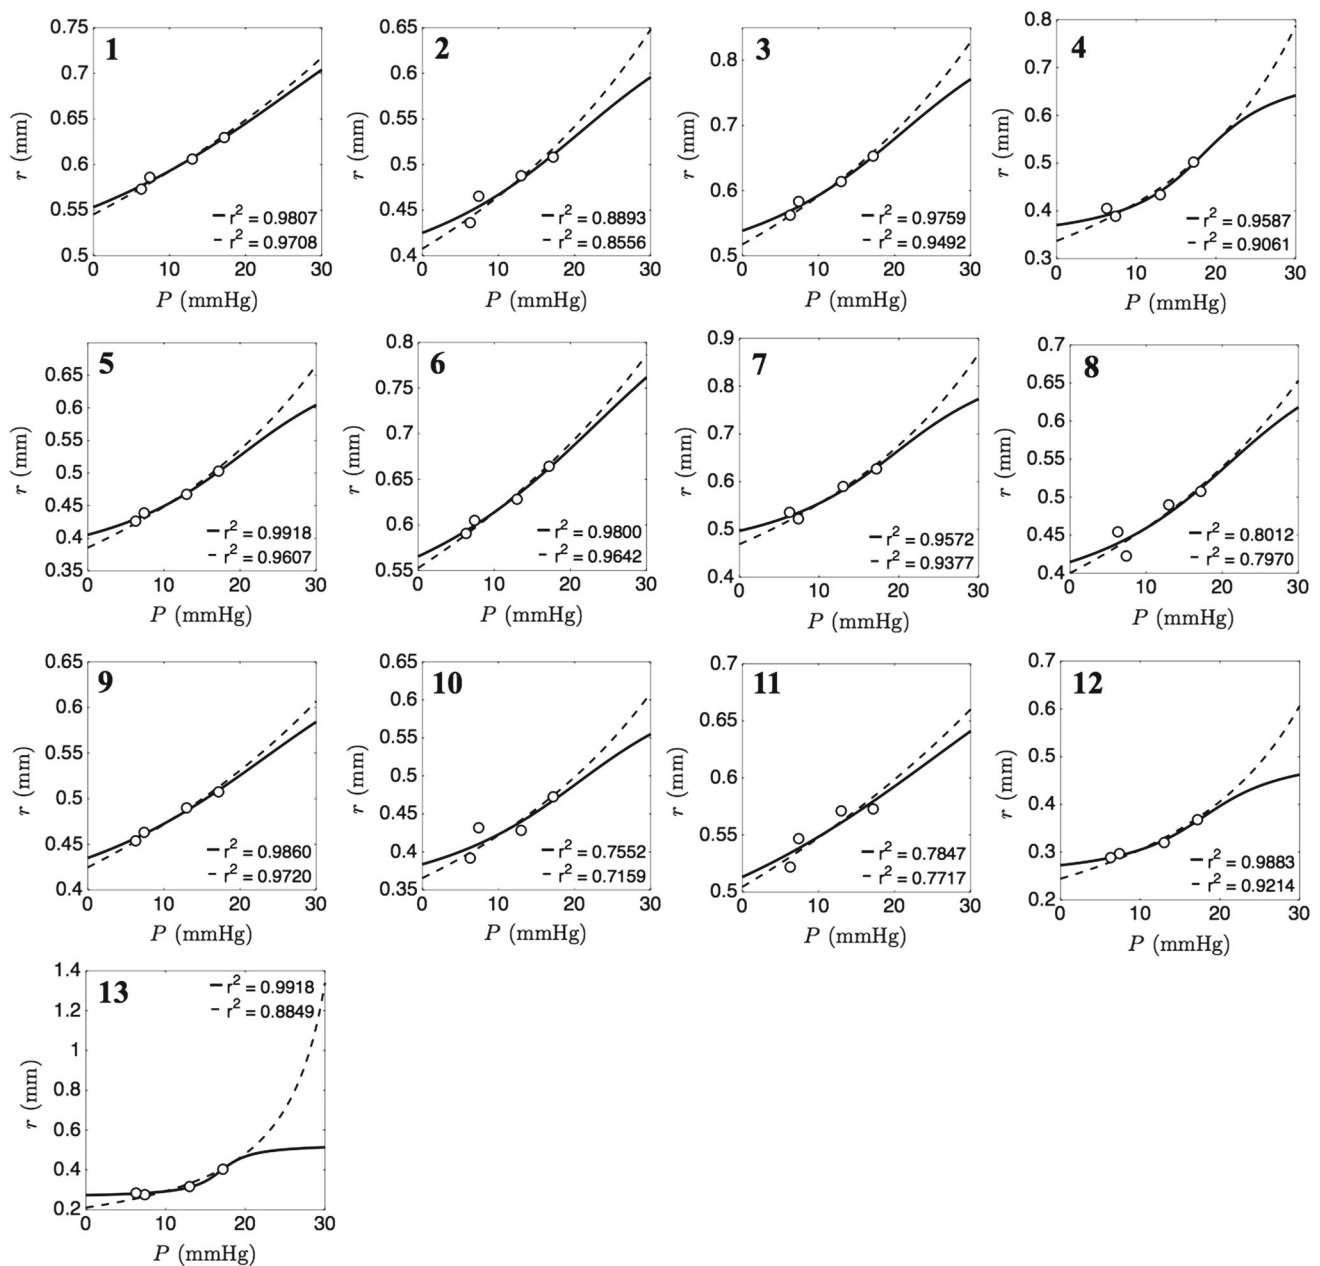 1
0.75
0.7
0.65
0.6
0.55
0.5
r (mm)
r² = 0.9807
r² = 0.9708
0 10 20 30
P (mmHg)
2
0.65
0.6
0.55
0.5
0.45
0.4
r (mm)
r² = 0.8893
r² = 0.8556
0 10 20 30
P (mmHg)
3
0.8
0.7
0.6
0.5
r (mm)
r² = 0.9759
r² = 0.9492
0 10 20 30
P (mmHg)
4
0.8
0.7
0.6
0.5
0.4
0.3
r (mm)
r² = 0.9587
r² = 0.9061
0 10 20 30
P (mmHg)
5
0.65
0.6
0.55
0.5
0.45
0.4
0.35
r (mm)
r² = 0.9918
r² = 0.9607
0 10 20 30
P (mmHg)
6
0.8
0.75
0.7
0.65
0.6
0.55
r (mm)
r² = 0.9800
r² = 0.9642
0 10 20 30
P (mmHg)
7
0.9
0.8
0.7
0.6
0.5
0.4
r (mm)
r² = 0.9572
r² = 0.9377
0 10 20 30
P (mmHg)
8
0.7
0.65
0.6
0.55
0.5
0.45
0.4
r (mm)
r² = 0.8012
r² = 0.7970
0 10 20 30
P (mmHg)
9
0.65
0.6
0.55
0.5
0.45
0.4
r (mm)
r² = 0.9860
r² = 0.9720
0 10 20 30
P (mmHg)
10
0.65
0.6
0.55
0.5
0.45
0.4
0.35
r (mm)
r² = 0.7552
r² = 0.7159
0 10 20 30
P (mmHg)
11
0.7
0.65
0.6
0.55
0.5
r (mm)
r² = 0.7847
r² = 0.7717
0 10 20 30
P (mmHg)
12
0.7
0.6
0.5
0.4
0.3
0.2
r (mm)
r² = 0.9883
r² = 0.9214
0 10 20 30
P (mmHg)
13
1.4
1.2
1
0.8
0.6
0.4
0.2
r (mm)
r² = 0.9918
r² = 0.8849
0 10 20 30
P (mmHg)